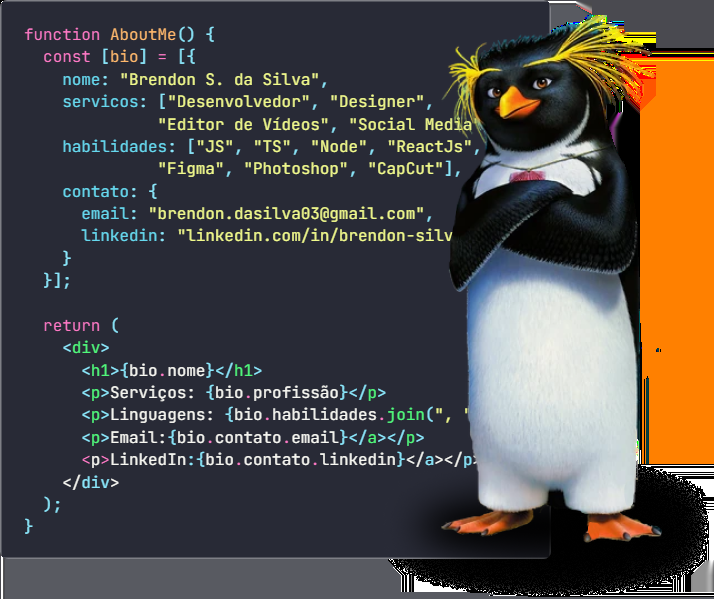 function AboutMe() {
const [bio] = [{
nome: "Brendon S. da Silva",
servicos: ["Desenvolvedor", "Designer",
"Editor de Vídeos", "Social Media"
habilidades: ["JS", "TS", "Node", "ReactJs",
"Figma", "Photoshop", "CapCut"],
contato: {
email: "brendon.dasilva03@gmail.com",
linkedin: "linkedin.com/in/brendon-silv
}
}];
return (
<div>
<h1>{bio.nome}</h1>
<p>Serviços: {bio.profissão}</p>
<p>Linguagens: {bio.habilidades.join(", "
<p>Email:{bio.contato.email}</a></p>
<p>LinkedIn:{bio.contato.linkedin}</a></p>
</div>
);
}